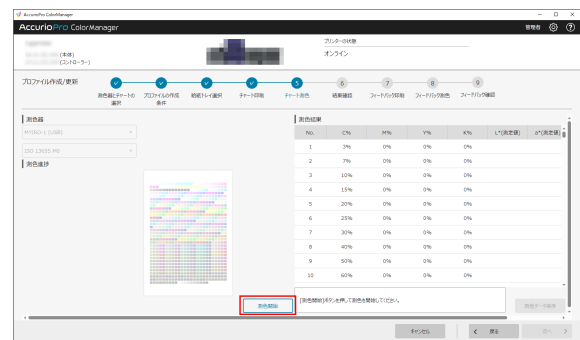 AccurioPro ColorManager
AccurioPro ColorManager
管理者
プリンターの状態
オンライン
(本体)
(コントローラー)
プロファイル作成/更新
5
6
7
8
9
測色器とチャートの選択
プロファイルの作成条件
給紙トレイ選択
チャート印刷
チャート測色
結果確認
フィードバック印刷
フィードバック測色
フィードバック確認
測色器
MYIRO-1 (USB)
ISO 13655 M0
測色進捗
測色開始
測色結果
No. C% M% Y% K% L*(測定値) a*(測定値)
1 3% 0% 0% 0%
2 7% 0% 0% 0%
3 10% 0% 0% 0%
4 15% 0% 0% 0%
5 20% 0% 0% 0%
6 25% 0% 0% 0%
7 30% 0% 0% 0%
8 40% 0% 0% 0%
9 50% 0% 0% 0%
10 60% 0% 0% 0%
[測色開始]ボタンを押して測色を開始してください。
測色データ保存
キャンセル
戻る
次へ